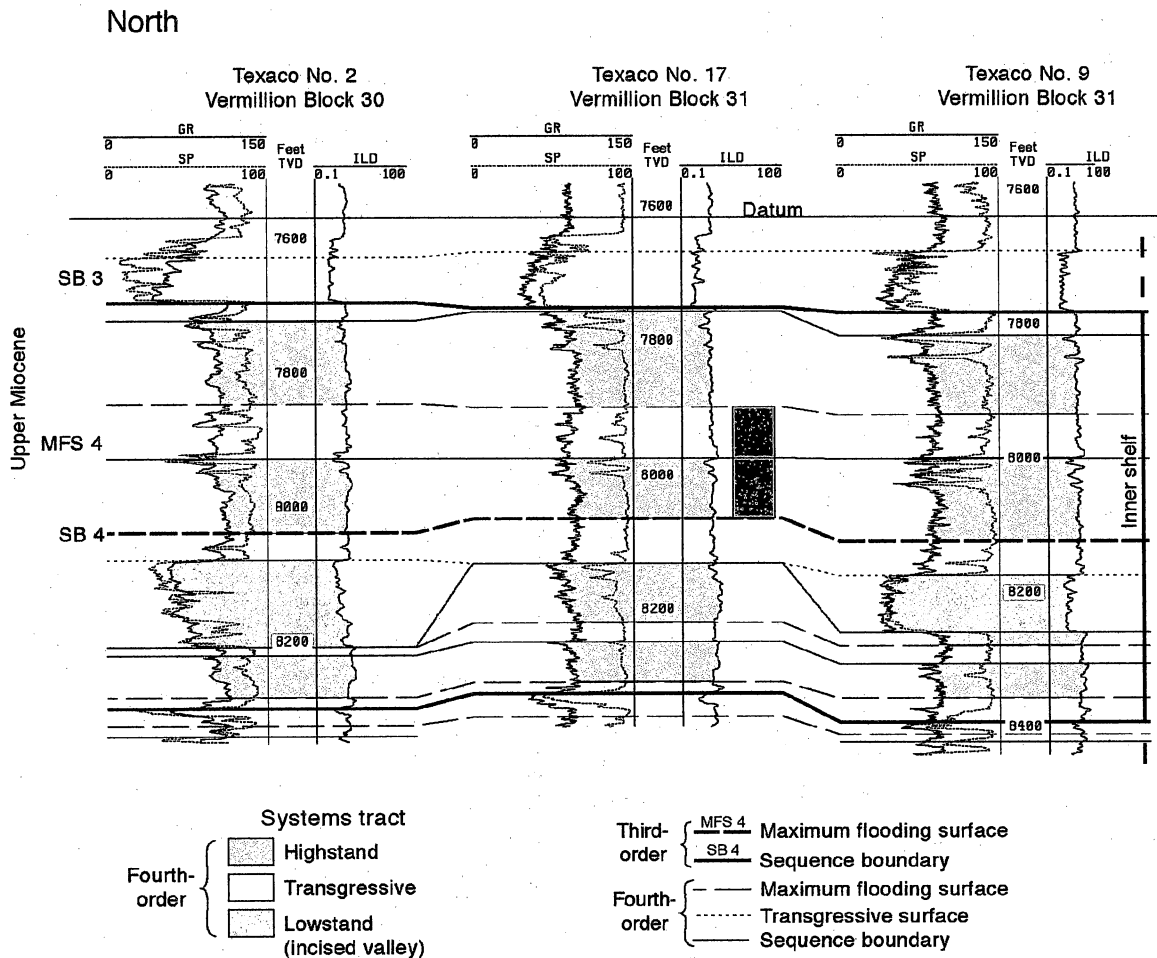 North
Texaco No. 2
Vermillion Block 30
Texaco No. 17
Vermillion Block 31
Texaco No. 9
Vermillion Block 31
GR
0 150
SP
0 100
Feet
TVD
ILD
0.1 100
GR
0 150
SP
0 100
Feet
TVD
ILD
0.1 100
GR
0 150
SP
0 100
Feet
TVD
ILD
0.1 100
7600
7800
8000
8200
7600
7800
8000
8200
7600
7800
8000
8200
8400
Datum
SB 3
MFS 4
SB 4
Upper Miocene
Inner shelf
Systems tract
Fourth-
order
Highstand
Transgressive
Lowstand
(incised valley)
Third-
order
MFS 4 Maximum flooding surface
SB 4 Sequence boundary
Fourth-
order
Maximum flooding surface
Transgressive surface
Sequence boundary